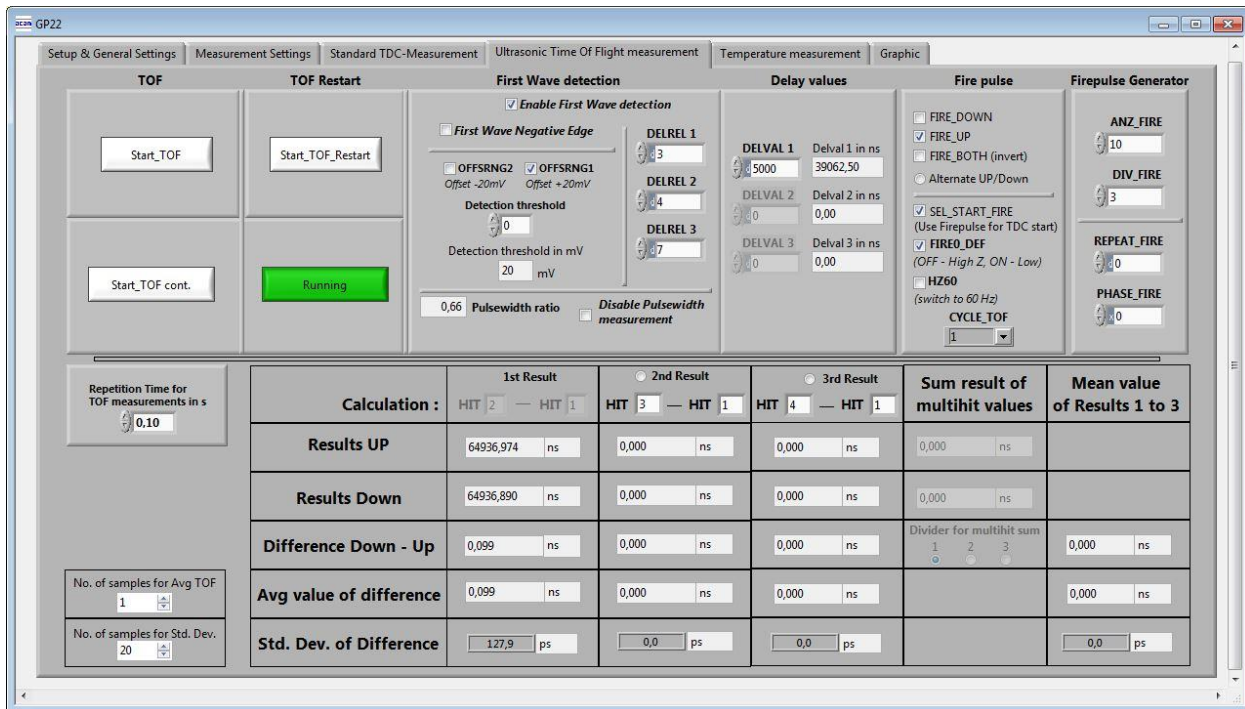 acam GP22
Setup & General Settings Measurement Settings Standard TDC-Measurement Ultrasonic Time Of Flight measurement Temperature measurement Graphic
TOF
Start_TOF
Start_TOF cont.
TOF Restart
Start_TOF_Restart
Running
First Wave detection
Enable First Wave detection
First Wave Negative Edge
OFFSRNG2 OFFSRNG1
Offset -20mV Offset +20mV
Detection threshold
0
Detection threshold in mV
20 mV
DELREL 1
d 3
DELREL 2
d 4
DELREL 3
d 7
0,66 Pulsewidth ratio
Disable Pulsewidth
measurement
Delay values
DELVAL 1 Delval 1 in ns
d 5000 39062,50
DELVAL 2 Delval 2 in ns
d 0 0,00
DELVAL 3 Delval 3 in ns
d 0 0,00
Fire pulse
FIRE_DOWN
FIRE_UP
FIRE_BOTH (invert)
Alternate UP/Down
SEL_START_FIRE
(Use Firepulse for TDC start)
FIRE0_DEF
(OFF - High Z, ON - Low)
HZ60
(switch to 60 Hz)
CYCLE_TOF
1
Firepulse Generator
ANZ_FIRE
10
DIV_FIRE
3
REPEAT_FIRE
0
PHASE_FIRE
0
Repetition Time for
TOF measurements in s
0,10
Calculation :
1st Result
HIT 2 — HIT 1
2nd Result
HIT 3 — HIT 1
3rd Result
HIT 4 — HIT 1
Sum result of
multihit values
Mean value
of Results 1 to 3
Results UP 64936,974 ns 0,000 ns 0,000 ns 0,000 ns
Results Down 64936,890 ns 0,000 ns 0,000 ns 0,000 ns
Difference Down - Up 0,099 ns 0,000 ns 0,000 ns
Divider for multihit sum
1 2 3
0,000 ns
No. of samples for Avg TOF
1
Avg value of difference 0,099 ns 0,000 ns 0,000 ns 0,000 ns
No. of samples for Std. Dev.
20
Std. Dev. of Difference 127,9 ps 0,0 ps 0,0 ps 0,0 ps